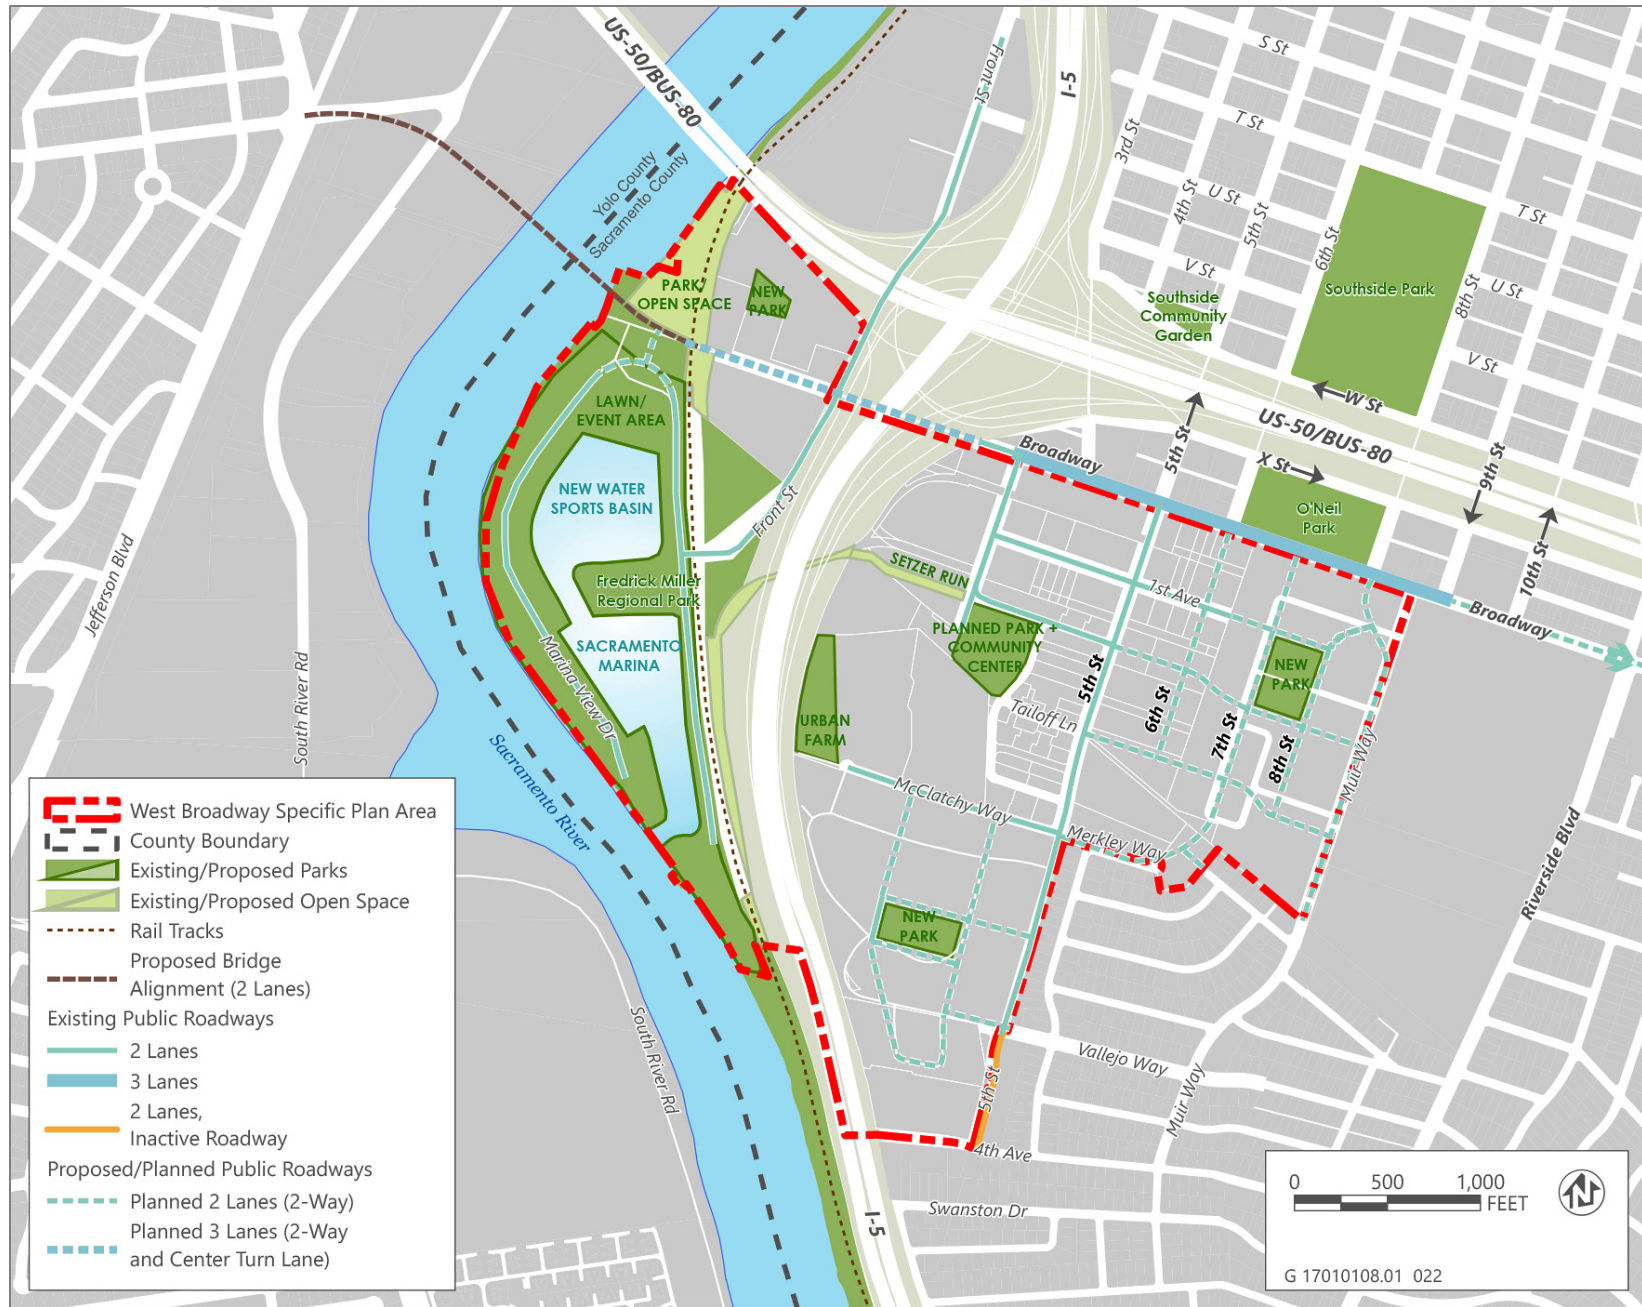 US-50/BUS-80
Front St
I-5
S St
T St
3rd St
Yolo County
Sacramento County
4th St
U St
5th St
6th St
T St
V St
8th St
U St
PARK/
OPEN SPACE
NEW
PARK
Southside
Community
Garden
Southside Park
V St
W St
US-50/BUS-80
LAWN/
EVENT AREA
Broadway
5th St
X St
9th St
NEW WATER
SPORTS BASIN
Front St
O'Neil
Park
10th St
Jefferson Blvd
SETZER RUN
Fredrick Miller
Regional Park
1st Ave
Broadway
PLANNED PARK +
COMMUNITY
CENTER
SACRAMENTO
MARINA
Marina View Dr
South River Rd
5th St
6th St
NEW
PARK
Tailoff Ln
URBAN
FARM
7th St
8th St
Muir Way
Sacramento River
McClatchy Way
Merkley Way
Riverside Blvd
NEW
PARK
South River Rd
Vallejo Way
5th St
Muir Way
4th Ave
Swanston Dr
I-5
West Broadway Specific Plan Area
County Boundary
Existing/Proposed Parks
Existing/Proposed Open Space
Rail Tracks
Proposed Bridge
Alignment (2 Lanes)
Existing Public Roadways
2 Lanes
3 Lanes
2 Lanes,
Inactive Roadway
Proposed/Planned Public Roadways
Planned 2 Lanes (2-Way)
Planned 3 Lanes (2-Way
and Center Turn Lane)
0 500 1,000
FEET
N
G 17010108.01 022